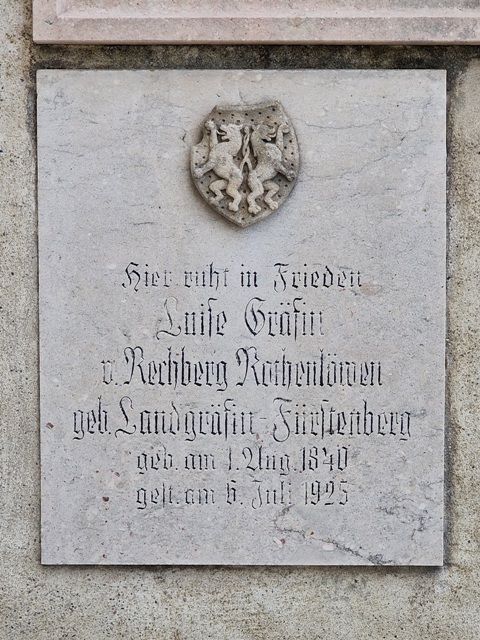 Hier ruht in Frieden
Luise Gräfin
v. Rechberg Rothenlöwen
geb. Landgräfin-Fürstenberg
geb. am 1. Aug. 1840
gest. am 6. Juli 1925